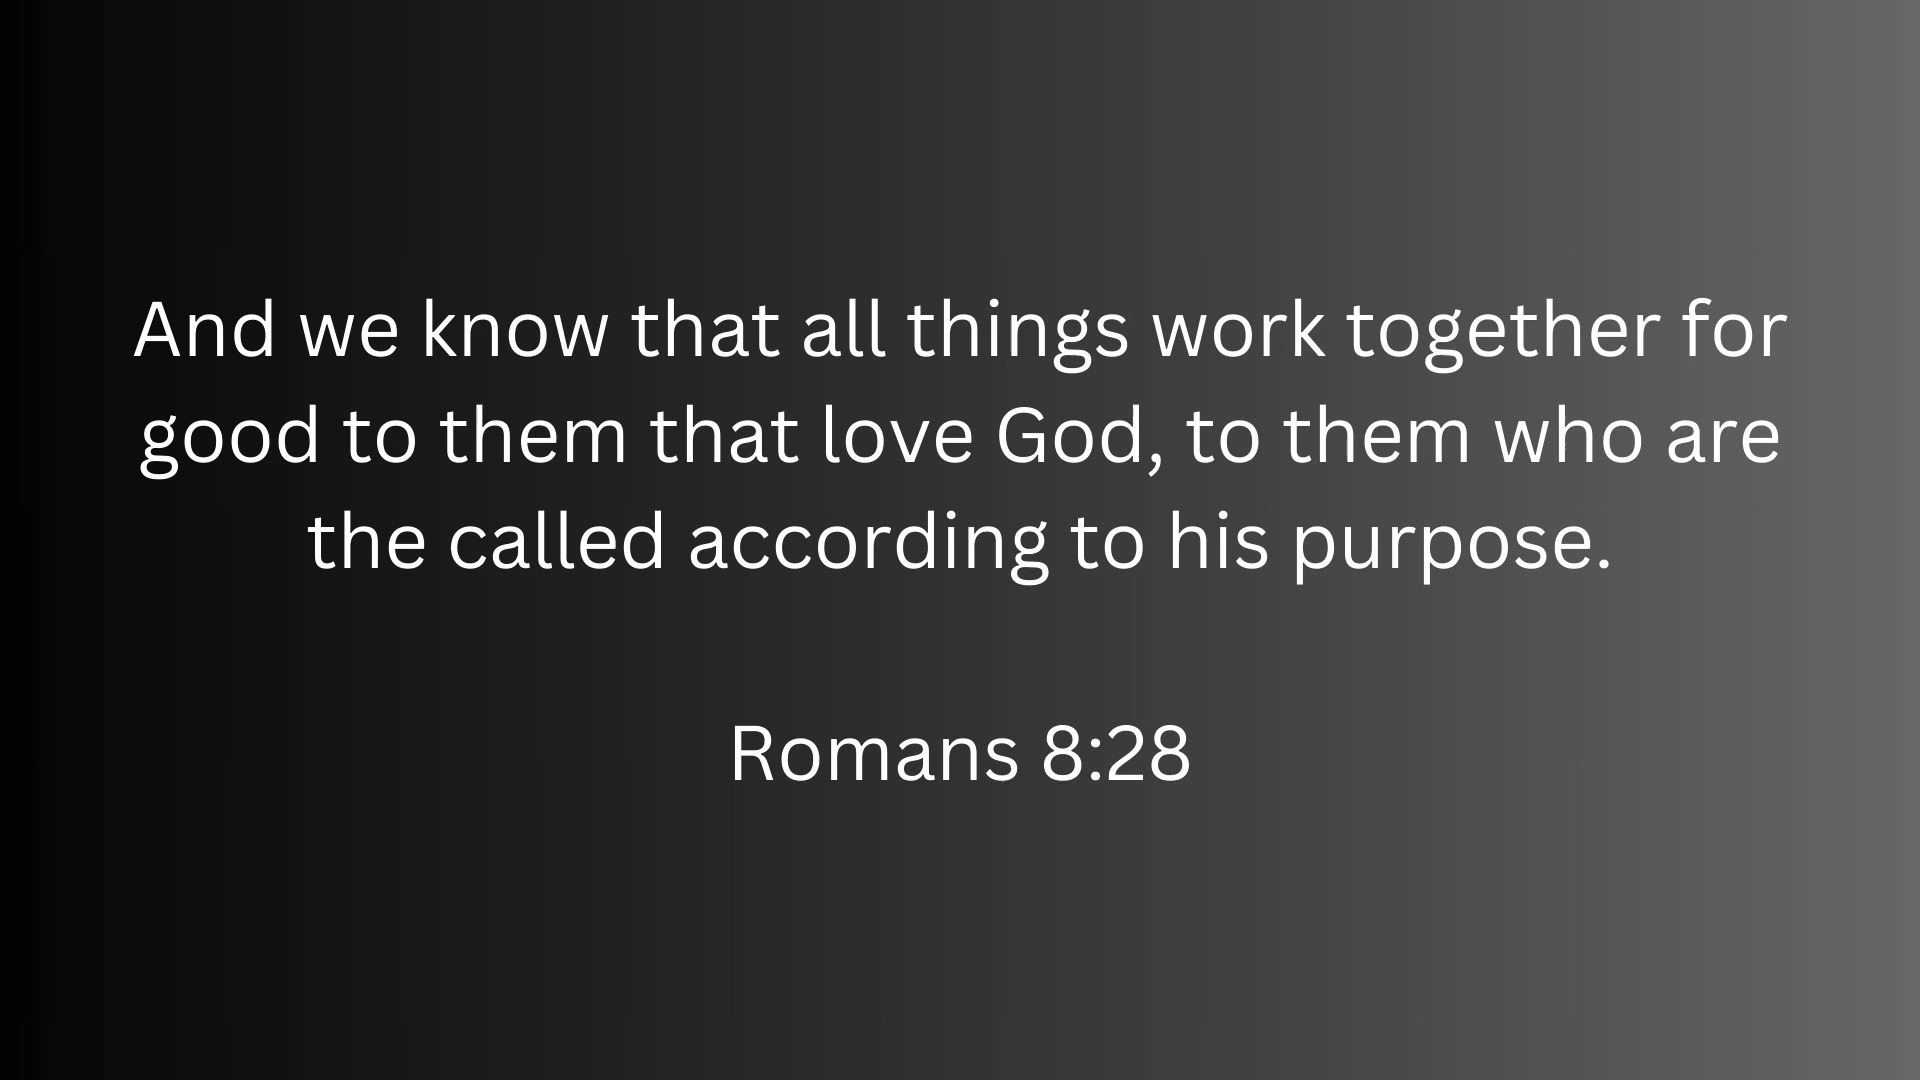 And we know that all things work together for
good to them that love God, to them who are
the called according to his purpose.
Romans 8:28